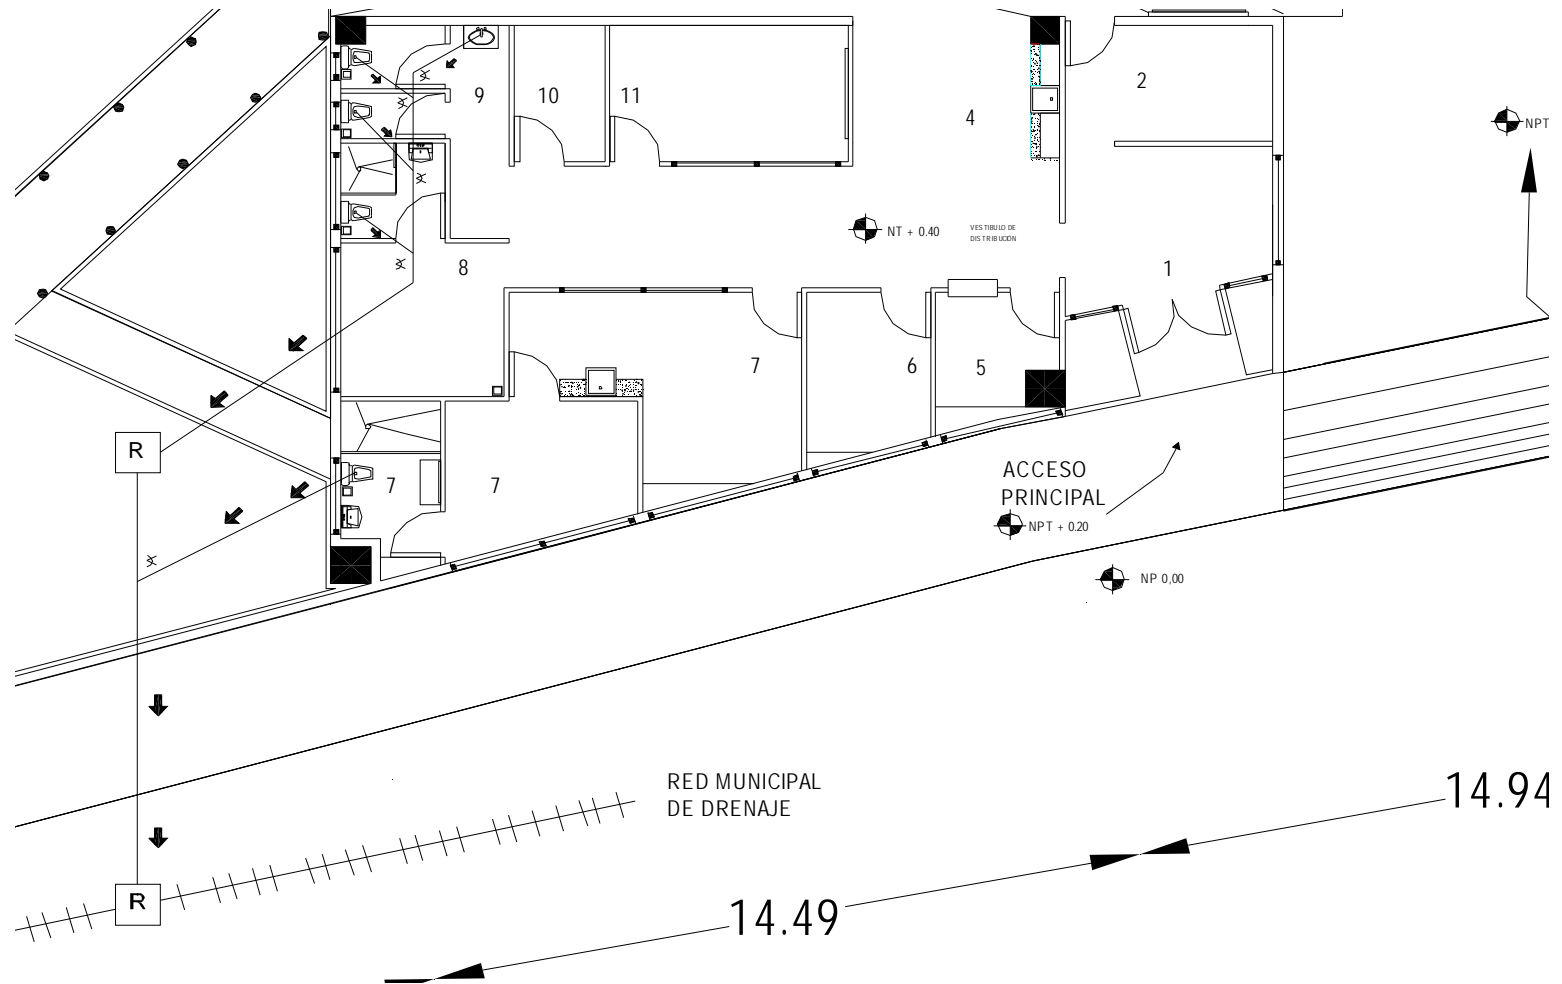 9
10
11
4
2
NPT
NT + 0.40
VESTIBULO DE
DISTRIBUCIÓN
8
1
7
6
5
R
7
7
ACCESO
PRINCIPAL
NPT + 0.20
NP 0,00
RED MUNICIPAL
DE DRENAJE
14.94
R
14.49